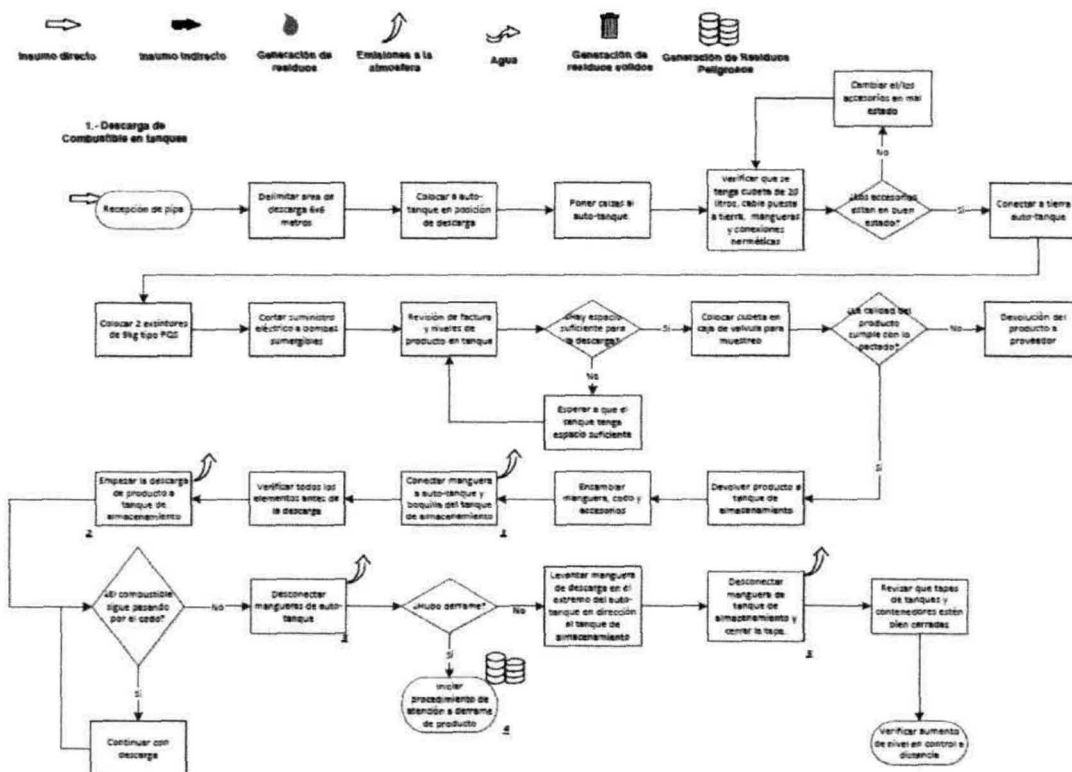 Insumo directo
Insumo indirecto
Generación de
residuos
Emisiones a la
atmosfera
Agua
Generación de
residuos solidos
Generación de Residuos
Peligrosos
1.- Descarga de
Combustible en tanques
Cambiar el/los
accesorios en mal
estado
No
Recepción de pipa
Delimitar area de
descarga 6x6
metros
Colocar a auto-
tanque en posición
de descarga
Poner calzas al
auto-tanque.
Verificar que se
tenga cubeta de 20
litros, cable puesta
a tierra, mangueras
y conexiones
herméticas
¿Los accesorios
estan en buen
estado?
Sí
Conectar a tierra
auto-tanque
Colocar 2 extintores
de 9kg tipo PQS
Cortar suministro
eléctrico a bombas
sumergibles
Revisión de factura
y niveles de
producto en tanque
¿Hay espacio
suficiente para
la descarga?
Sí
Colocar cubeta en
caja de valvula para
muestreo
¿La calidad del
producto
cumple con lo
pactado?
No
Devolución del
producto a
proveedor
No
Esperar a que el
tanque tenga
espacio suficiente
Sí
Empezar la descarga
de producto a
tanque de
almacenamiento
2
Verificar todos los
elementos antes de
la descarga
Conectar manguera
a auto-tanque y
boquilla del tanque
de almacenamiento
1
Ensamblar
manguera, codo y
accesorios
Devolver producto a
tanque de
almacenamiento
¿El combustible
sigue pasando
por el codo?
No
Desconectar
mangueras de auto-
tanque
3
¿Hubo derrame?
No
Levantar manguera
de descarga en el
extremo del auto-
tanque en dirección
al tanque de
almacenamiento
Desconectar
manguera de
tanque de
almacenamiento y
cerrar la tapa.
5
Revisar que tapas
de tanques y
contenedores estén
bien cerradas
Sí
Sí
Iniciar
procedimiento de
atención a derrame
de producto
4
Continuar con
descarga
Verificar aumento
de nivel en control a
distancia